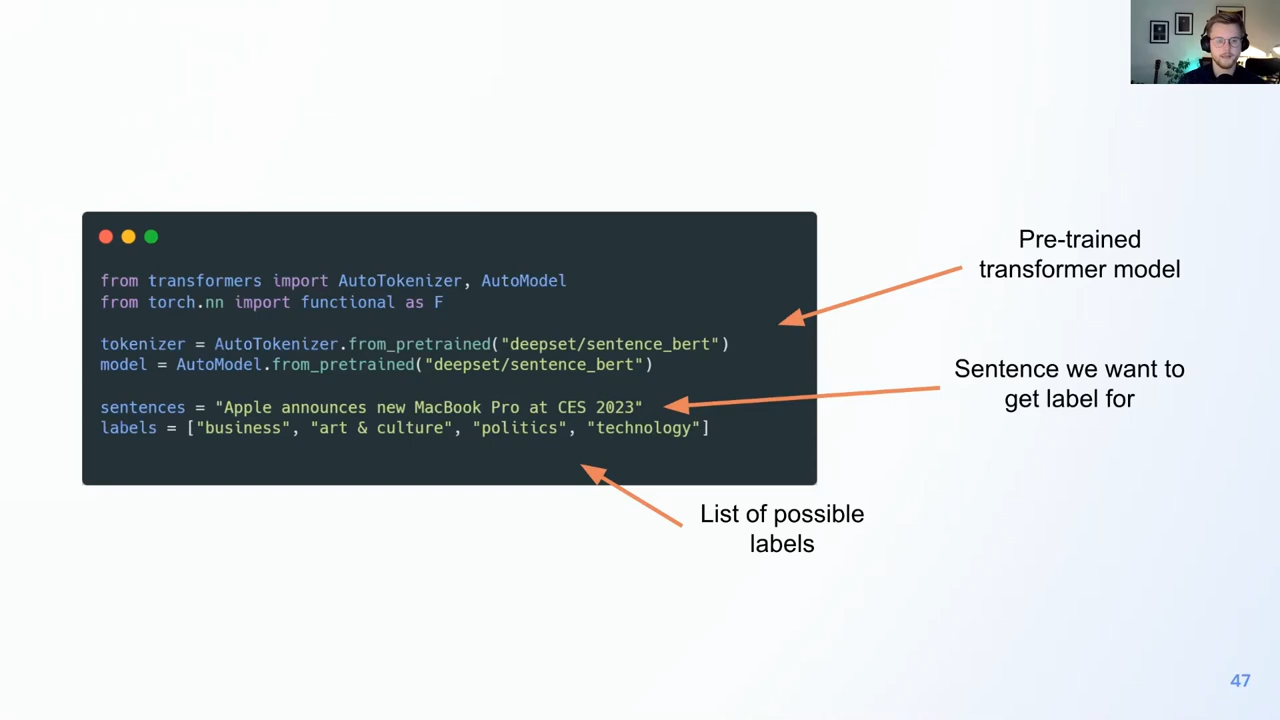 from transformers import AutoTokenizer, AutoModel
from torch.nn import functional as F
tokenizer = AutoTokenizer.from_pretrained("deepset/sentence_bert")
model = AutoModel.from_pretrained("deepset/sentence_bert")
sentences = "Apple announces new MacBook Pro at CES 2023"
labels = ["business", "art & culture", "politics", "technology"]
Pre-trained
transformer model
Sentence we want to
get label for
List of possible
labels
47